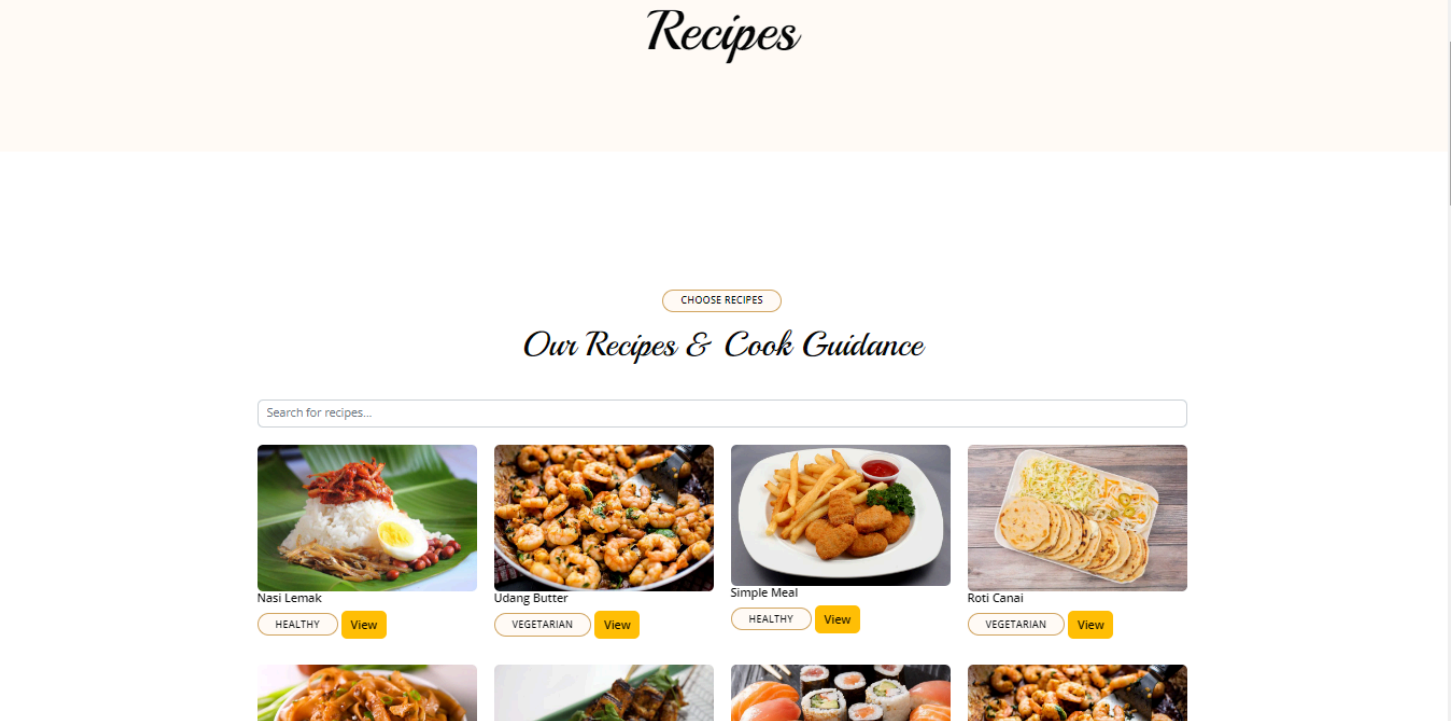 Recipes
CHOOSE RECIPES
Our Recipes & Cook Guidance
Search for recipes...
Nasi Lemak
HEALTHY View
Udang Butter
VEGETARIAN View
Simple Meal
HEALTHY View
Roti Canai
VEGETARIAN View